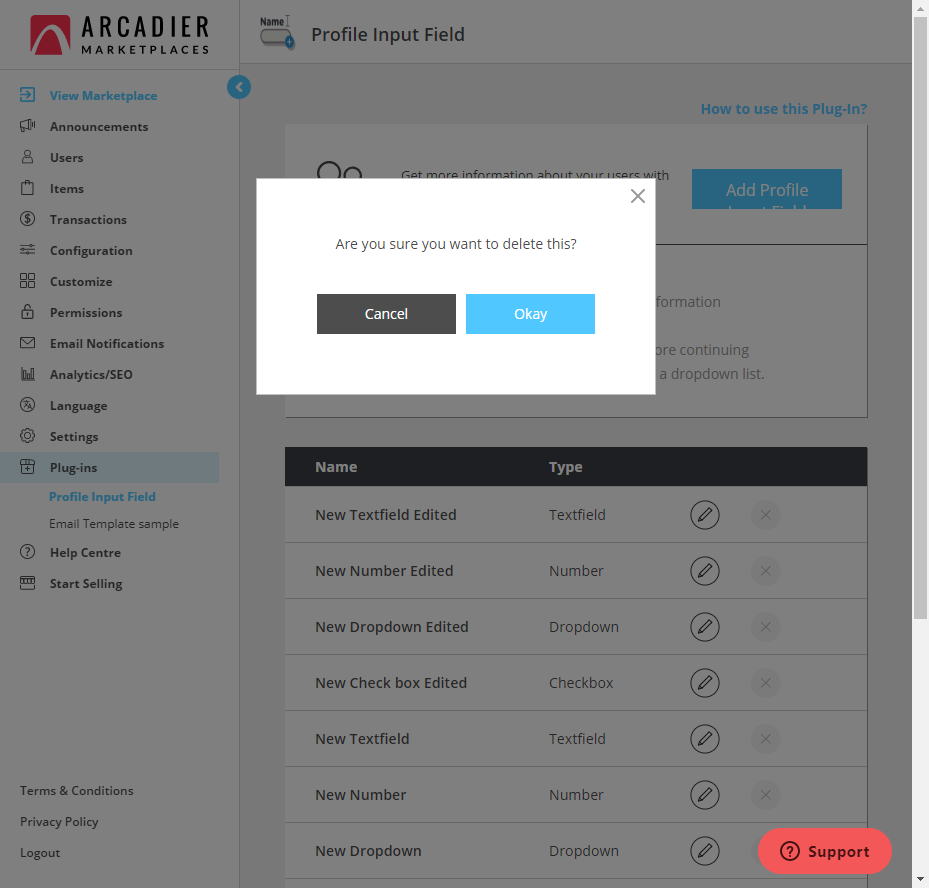 ARCADIER
MARKETPLACES
Name
Profile Input Field
View Marketplace
Announcements
Users
Items
Transactions
Configuration
Customize
Permissions
Email Notifications
Analytics/SEO
Language
Settings
Plug-ins
Profile Input Field
Email Template sample
Help Centre
Start Selling
Terms & Conditions
Privacy Policy
Logout
How to use this Plug-In?
Get more information about your users with
Add Profile
Input Field
Are you sure you want to delete this?
Cancel
Okay
formation
ore continuing
a dropdown list.
Name Type
New Textfield Edited Textfield
New Number Edited Number
New Dropdown Edited Dropdown
New Check box Edited Checkbox
New Textfield Textfield
New Number Number
New Dropdown Dropdown
Support